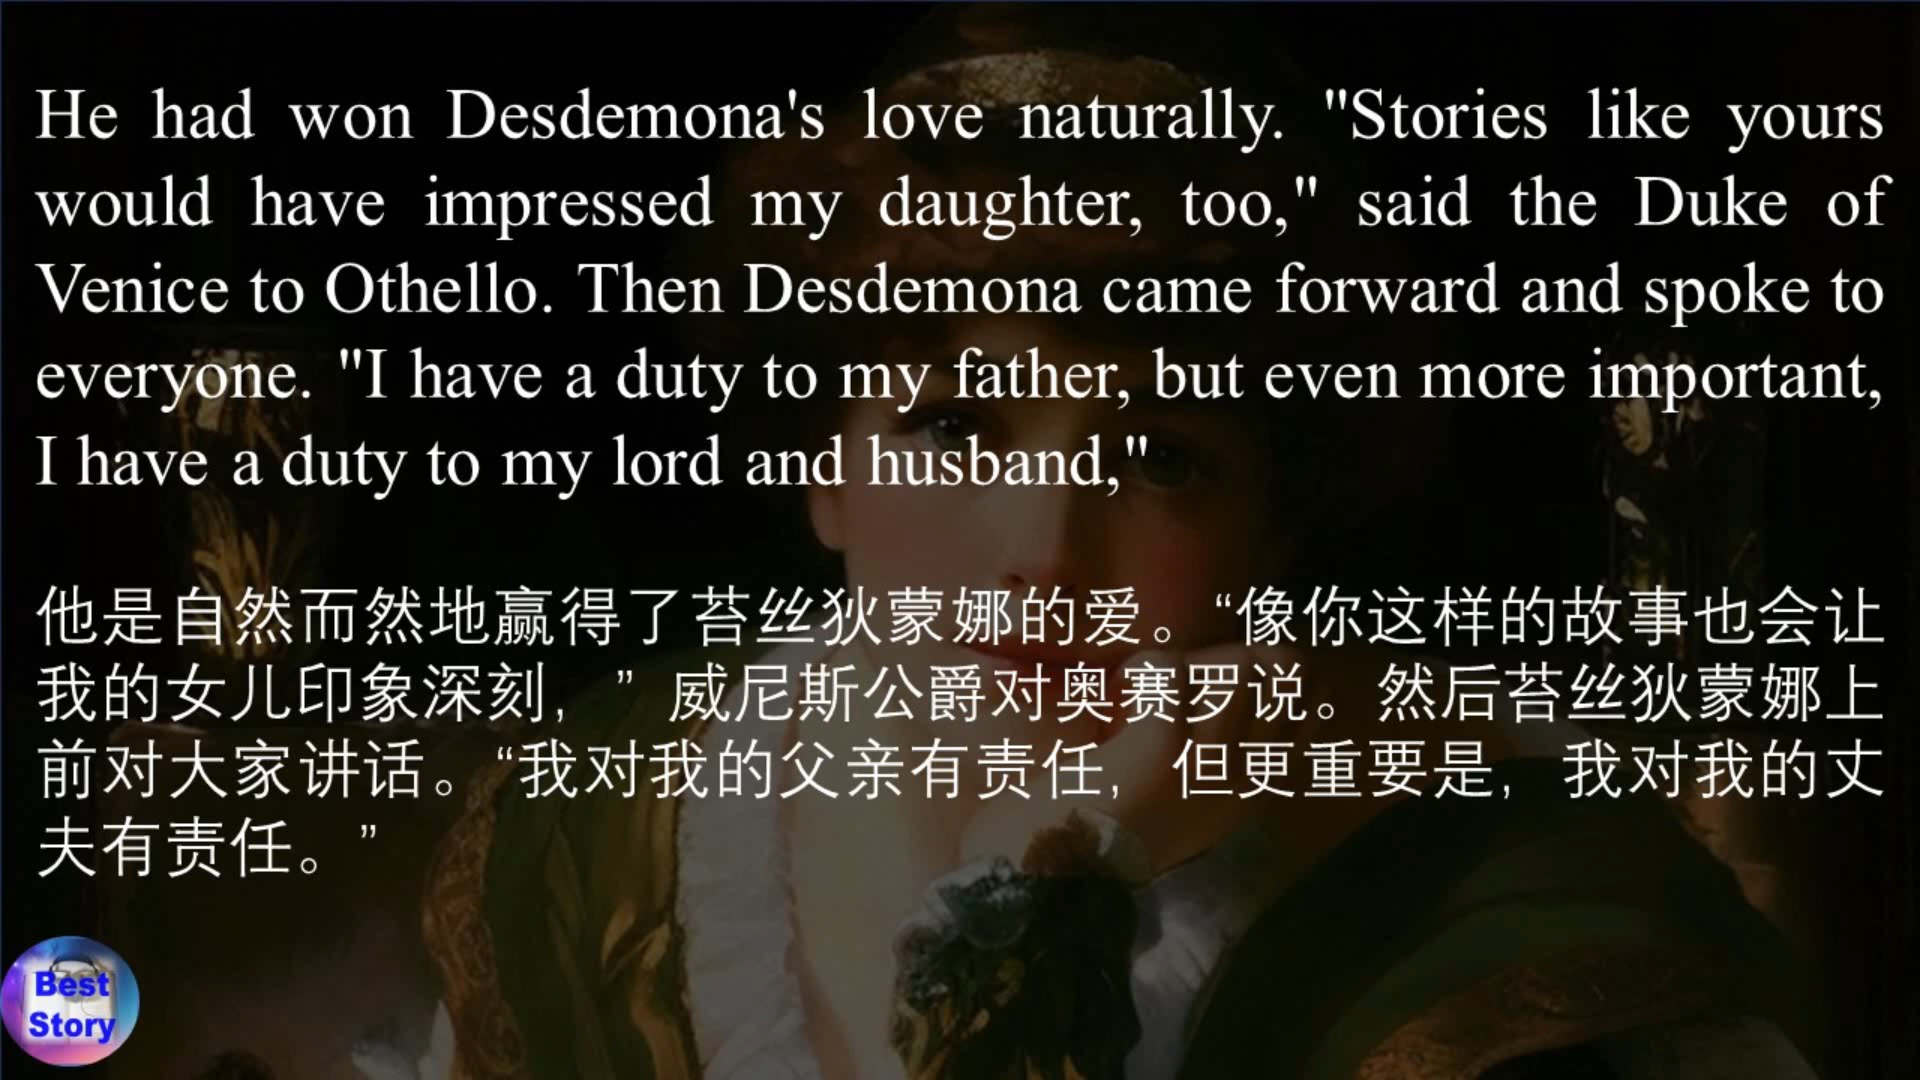 He had won Desdemona's love naturally. "Stories like yours
would have impressed my daughter, too," said the Duke of
Venice to Othello. Then Desdemona came forward and spoke to
everyone. "I have a duty to my father, but even more important,
I have a duty to my lord and husband,"
他是自然而然地赢得了苔丝狄蒙娜的爱。“像你这样的故事也会让
我的女儿印象深刻，”威尼斯公爵对奥赛罗说。然后苔丝狄蒙娜上
前对大家讲话。“我对我的父亲有责任，但更重要是，我对我的丈
夫有责任。”
Best
Story